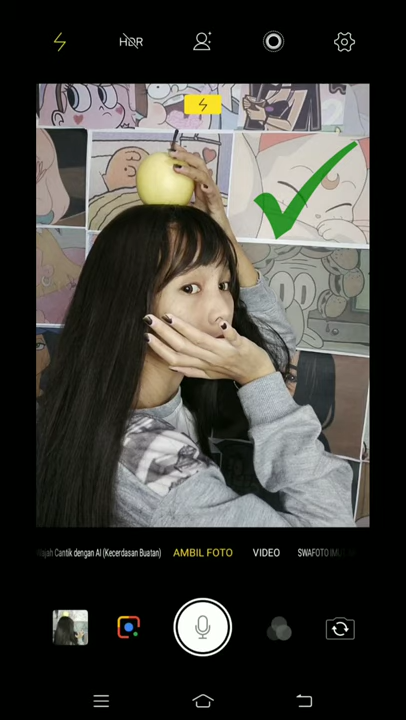 HDR
ajah Cantik dengan AI (Kecerdasan Buatan)
AMBIL FOTO
VIDEO
SWAFOTO